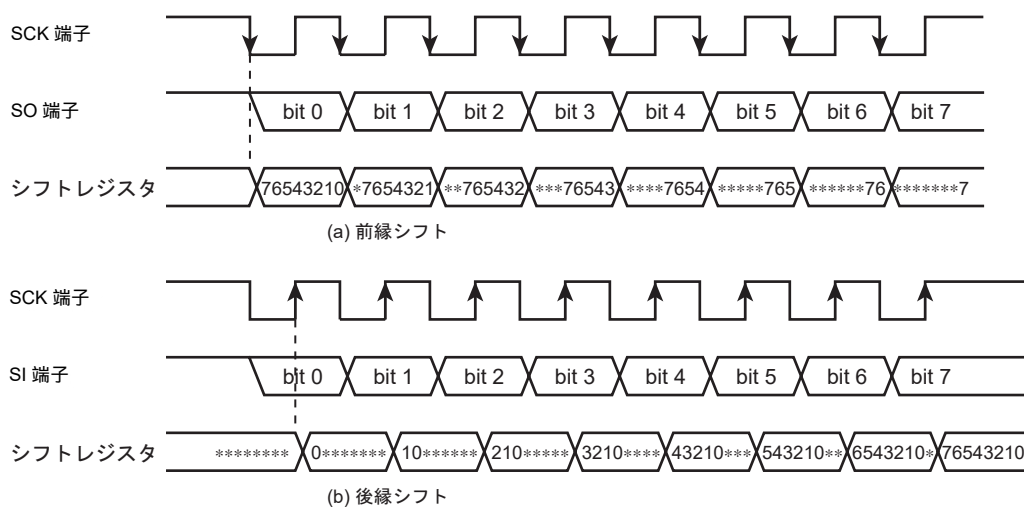 SCK 端子
SO 端子 bit 0 bit 1 bit 2 bit 3 bit 4 bit 5 bit 6 bit 7
シフトレジスタ 76543210 *7654321 **765432 ***76543 ****7654 *****765 ******76 *******7
(a) 前縁シフト
SCK 端子
SI 端子 bit 0 bit 1 bit 2 bit 3 bit 4 bit 5 bit 6 bit 7
シフトレジスタ ******** 0******* 10****** 210***** 3210**** 43210*** 543210** 6543210* 76543210
(b) 後縁シフト